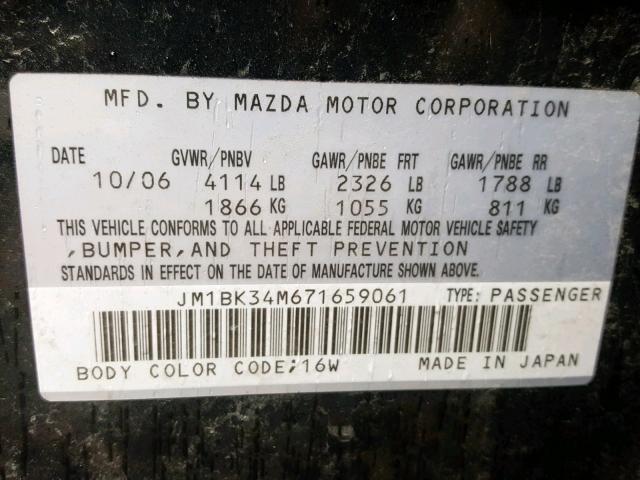 MFD. BY MAZDA MOTOR CORPORATION
DATE GVWR/PNBV GAWR/PNBE FRT GAWR/PNBE RR
10/06 4114 LB 2326 LB 1788 LB
1866 KG 1055 KG 811 KG
THIS VEHICLE CONFORMS TO ALL APPLICABLE FEDERAL MOTOR VEHICLE SAFETY
,BUMPER,AND THEFT PREVENTION
STANDARDS IN EFFECT ON THE DATE OF MANUFACTURE SHOWN ABOVE.
JM1BK34M671659061 TYPE: PASSENGER
BODY COLOR CODE;16W MADE IN JAPAN